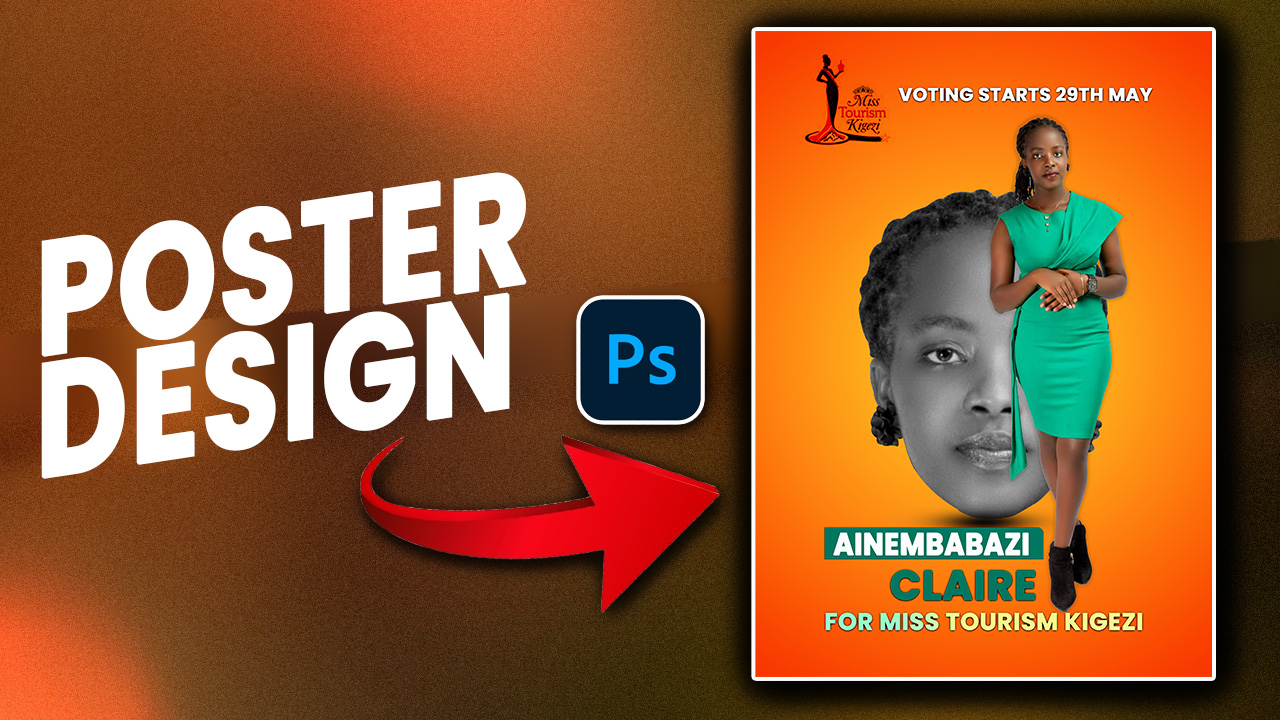 POSTER
DESIGN
Ps
Miss
Tourism
Kigezi
VOTING STARTS 29TH MAY
AINEMBABAZI
CLAIRE
FOR MISS TOURISM KIGEZI